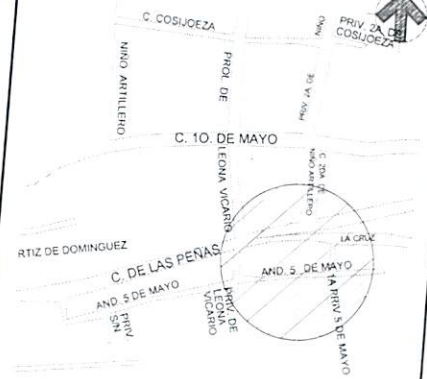 C. COSIJOEZA
PRIV. 2A. DE
COSIJOEZA
NIÑO ARTILLERO
PROL. DE
LEONA VICARIO
PRIV. 2A. DE
NIÑO
C. 1O. DE MAYO
C. 2DA. DE
NIÑO ARTILLERO
RTIZ DE DOMINGUEZ
C. DE LAS PEÑAS
LA CRUZ
AND. 5 DE MAYO
AND. 5 DE MAYO
PRIV.
S/N
PRIV. DE
LEONA
VICARIO
1A PRIV 5 DE MAYO